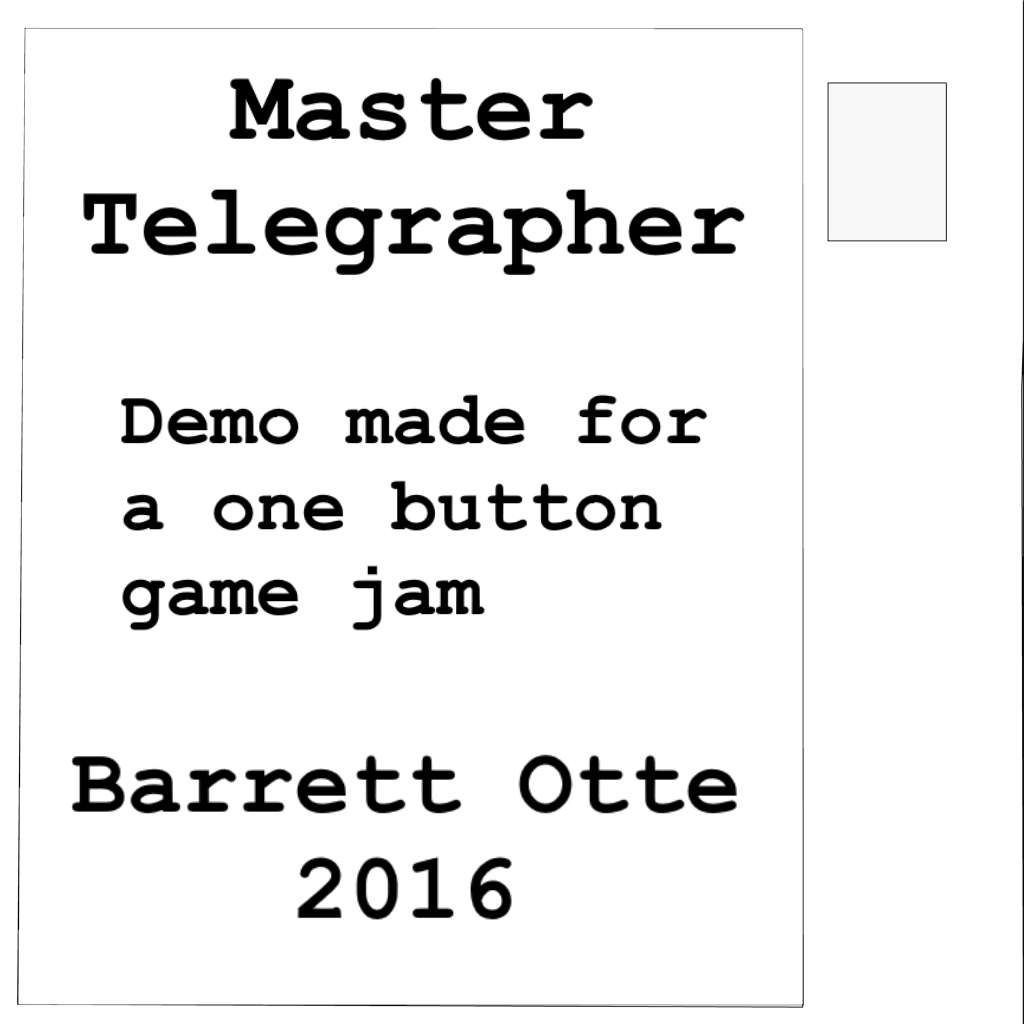 Master
Telegrapher
Demo made for
a one button
game jam
Barrett Otte
2016